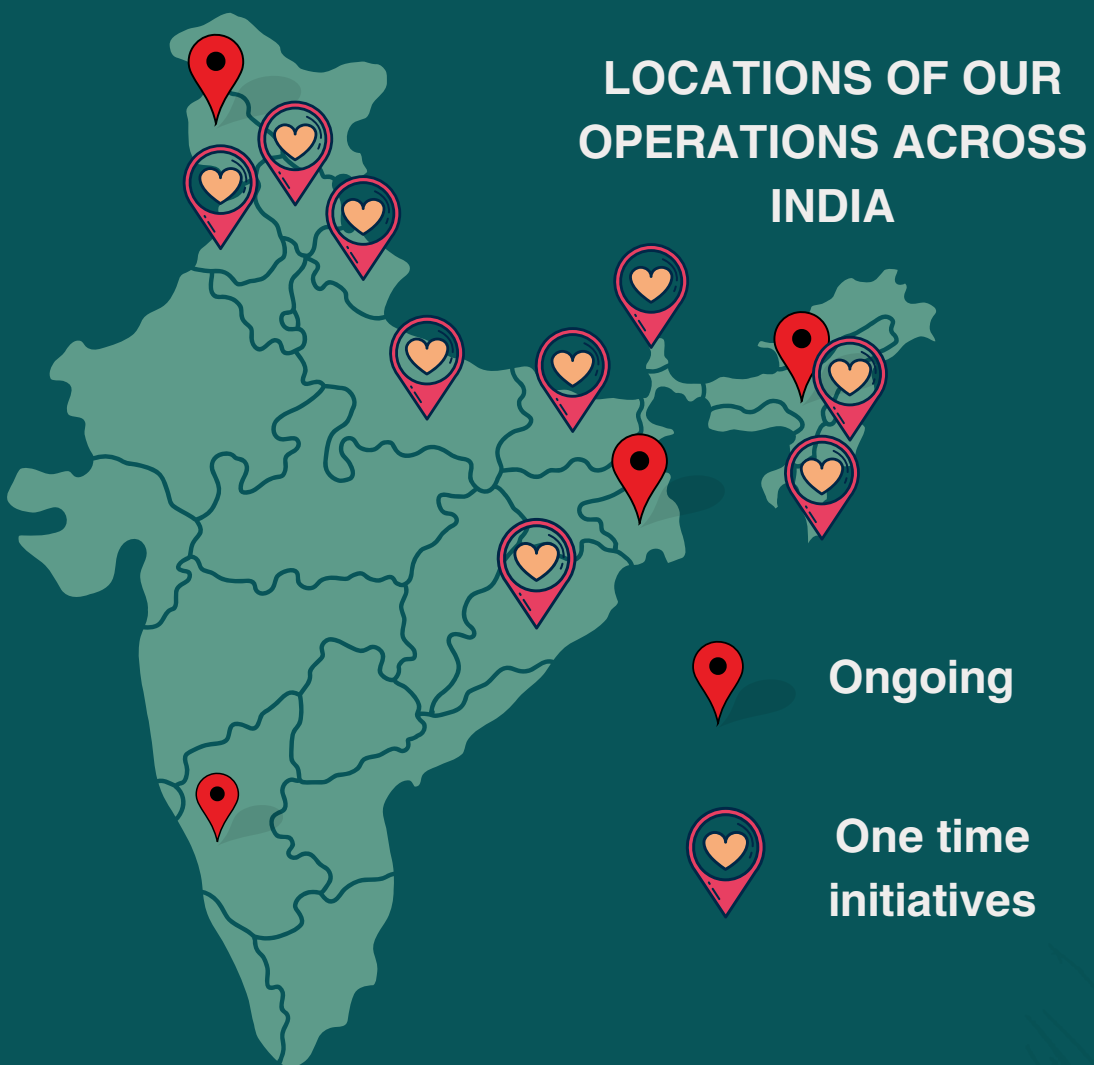 LOCATIONS OF OUR
OPERATIONS ACROSS
INDIA
Ongoing
One time
initiatives